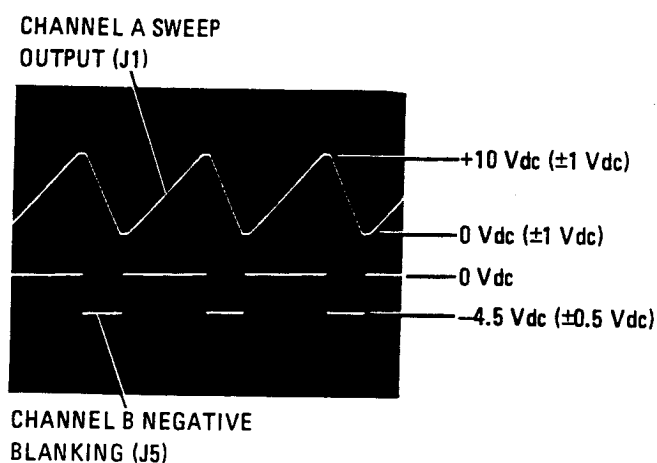 CHANNEL A SWEEP
OUTPUT (J1)
+10 Vdc (±1 Vdc)
0 Vdc (±1 Vdc)
0 Vdc
–4.5 Vdc (±0.5 Vdc)
CHANNEL B NEGATIVE
BLANKING (J5)